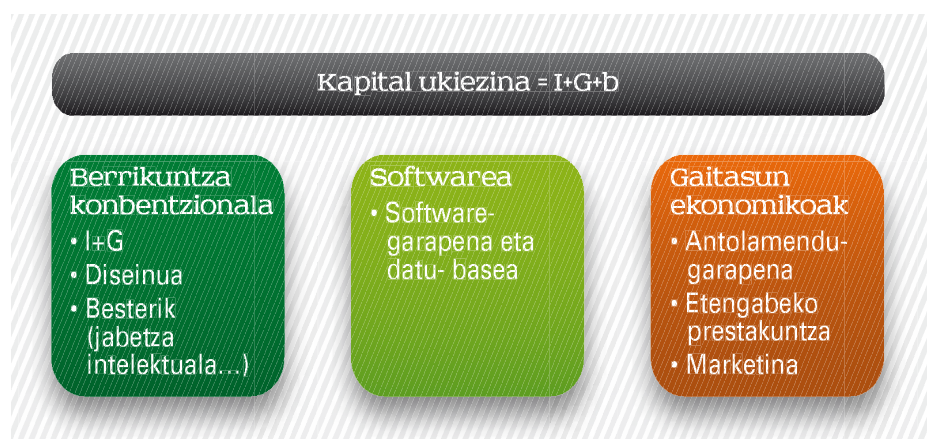 Kapital ukiezina = I+G+b
Berrikuntza
konbentzionala
• I+G
• Diseinua
• Besterik
(jabetza
intelektuala...)
Softwarea
• Software-
garapena eta
datu- basea
Gaitasun
ekonomikoak
• Antolamendu-
garapena
• Etengabeko
prestakuntza
• Marketina